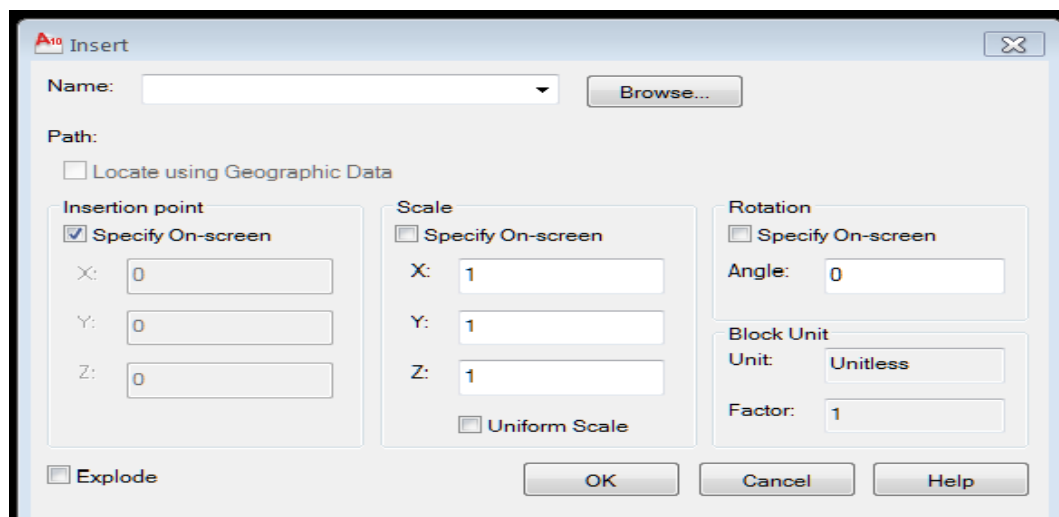 A10 Insert
Name: Browse...
Path:
Locate using Geographic Data
Insertion point Scale Rotation
Specify On-screen Specify On-screen Specify On-screen
X: 0 X: 1 Angle: 0
Y: 0 Y: 1 Block Unit
Unit: Unitless
Z: 0 Z: 1
Factor: 1
Uniform Scale
Explode OK Cancel Help